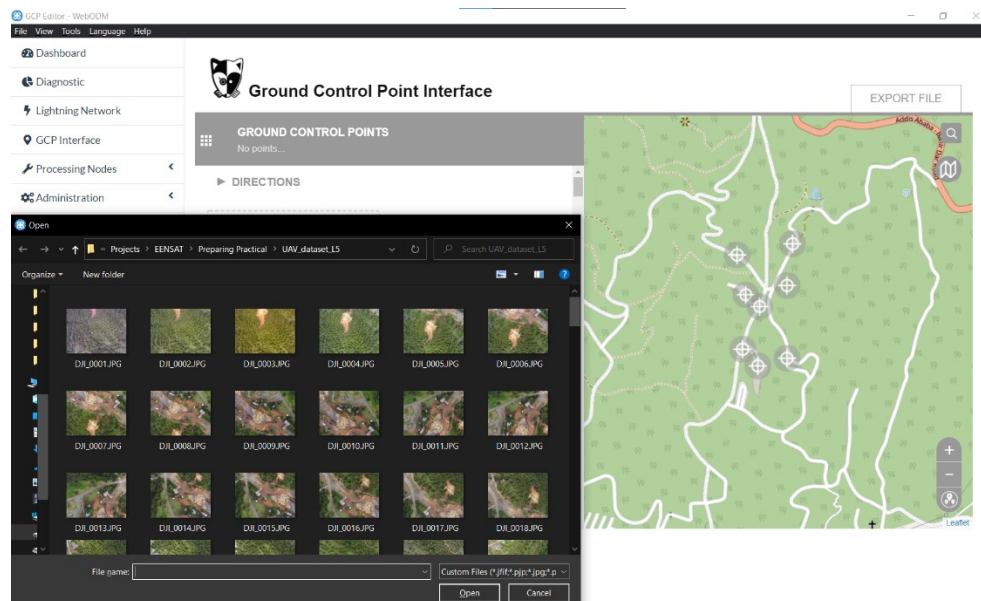 GCP Editor - WebODM
File View Tools Language Help
Dashboard
Diagnostic
Lightning Network
GCP Interface
Processing Nodes
Administration
Ground Control Point Interface
EXPORT FILE
GROUND CONTROL POINTS
No points...
► DIRECTIONS
Addis Ababa
Leaflet
Open
Projects > EENSAT > Preparing Practical > UAV_dataset_L5
Search UAV_dataset_L5
Organize
New folder
DJI_0001.JPG DJI_0002.JPG DJI_0003.JPG DJI_0004.JPG DJI_0005.JPG DJI_0006.JPG
DJI_0007.JPG DJI_0008.JPG DJI_0009.JPG DJI_0010.JPG DJI_0011.JPG DJI_0012.JPG
DJI_0013.JPG DJI_0014.JPG DJI_0015.JPG DJI_0016.JPG DJI_0017.JPG DJI_0018.JPG
File name:
Custom Files (*.jfif;*.pjp;*.jpg;*.p
Open Cancel